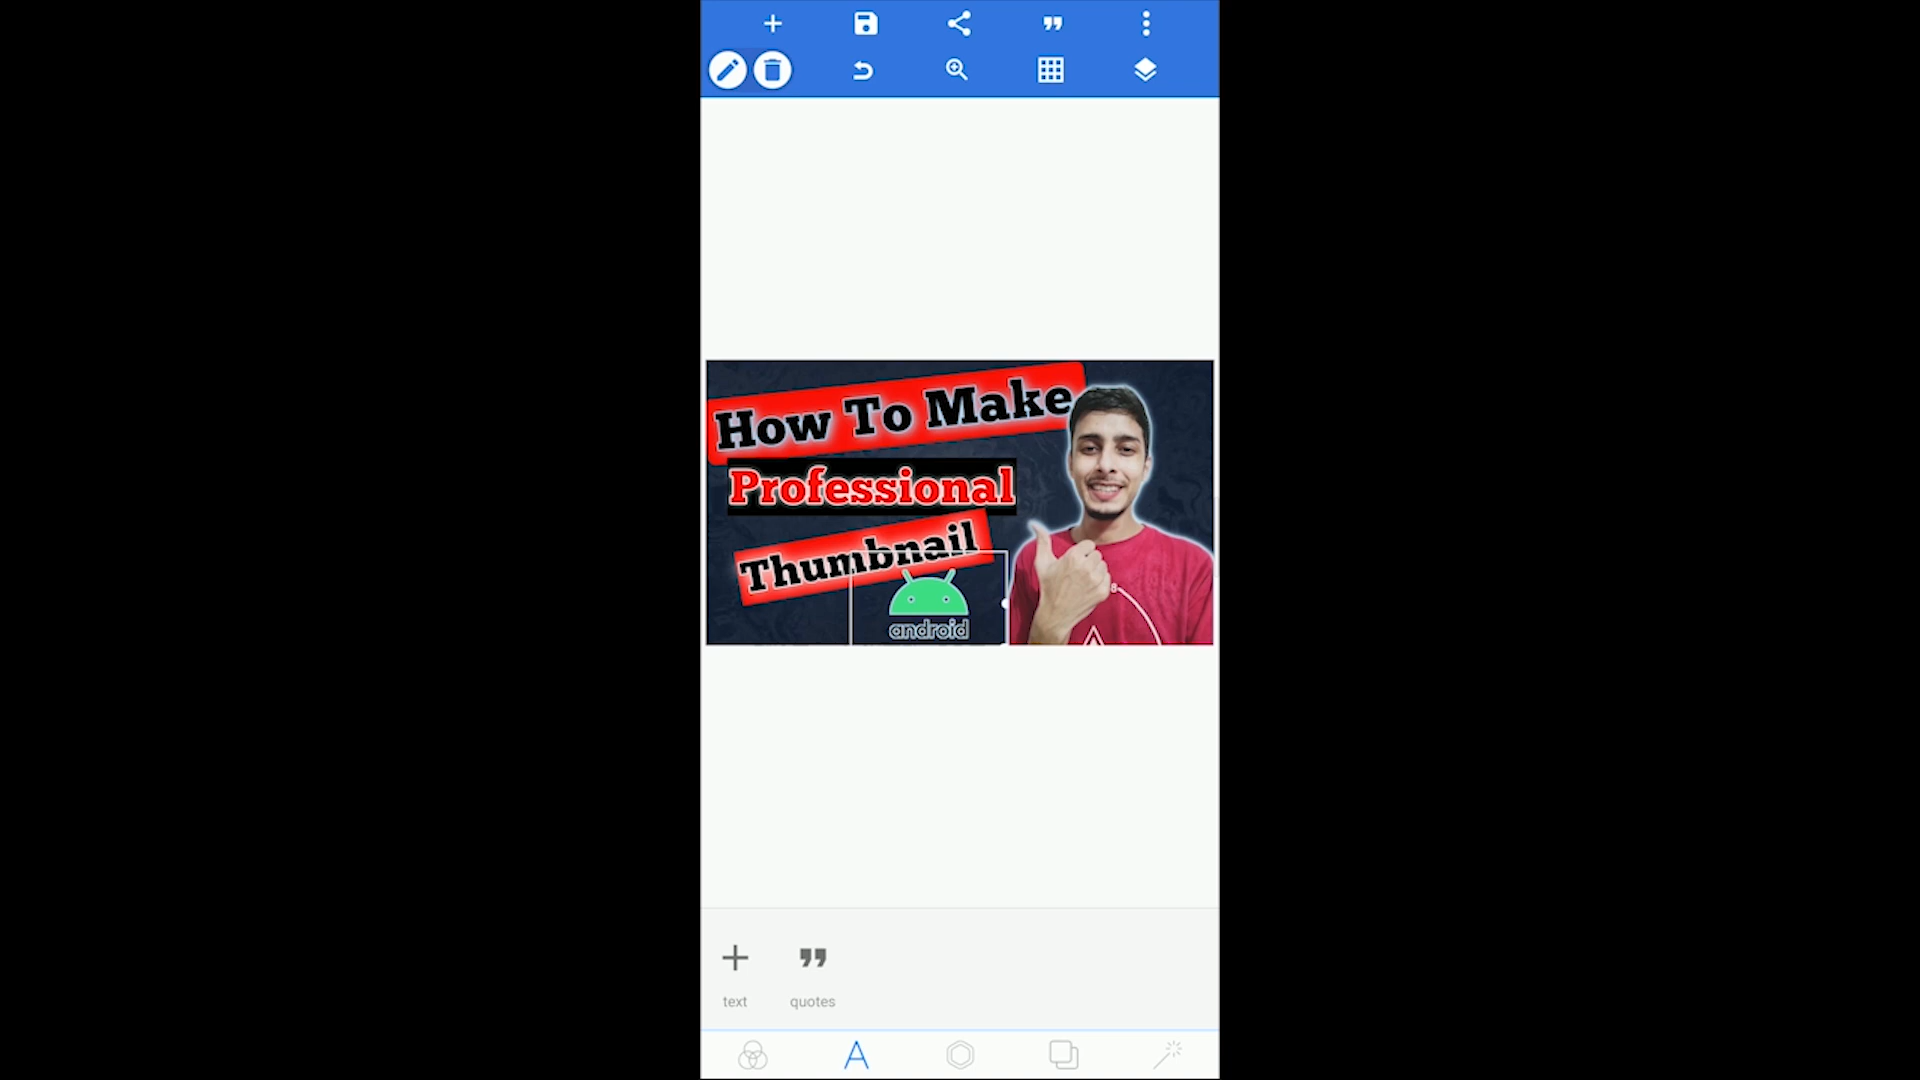 How To Make
Professional
Thumbnail
android
text
quotes